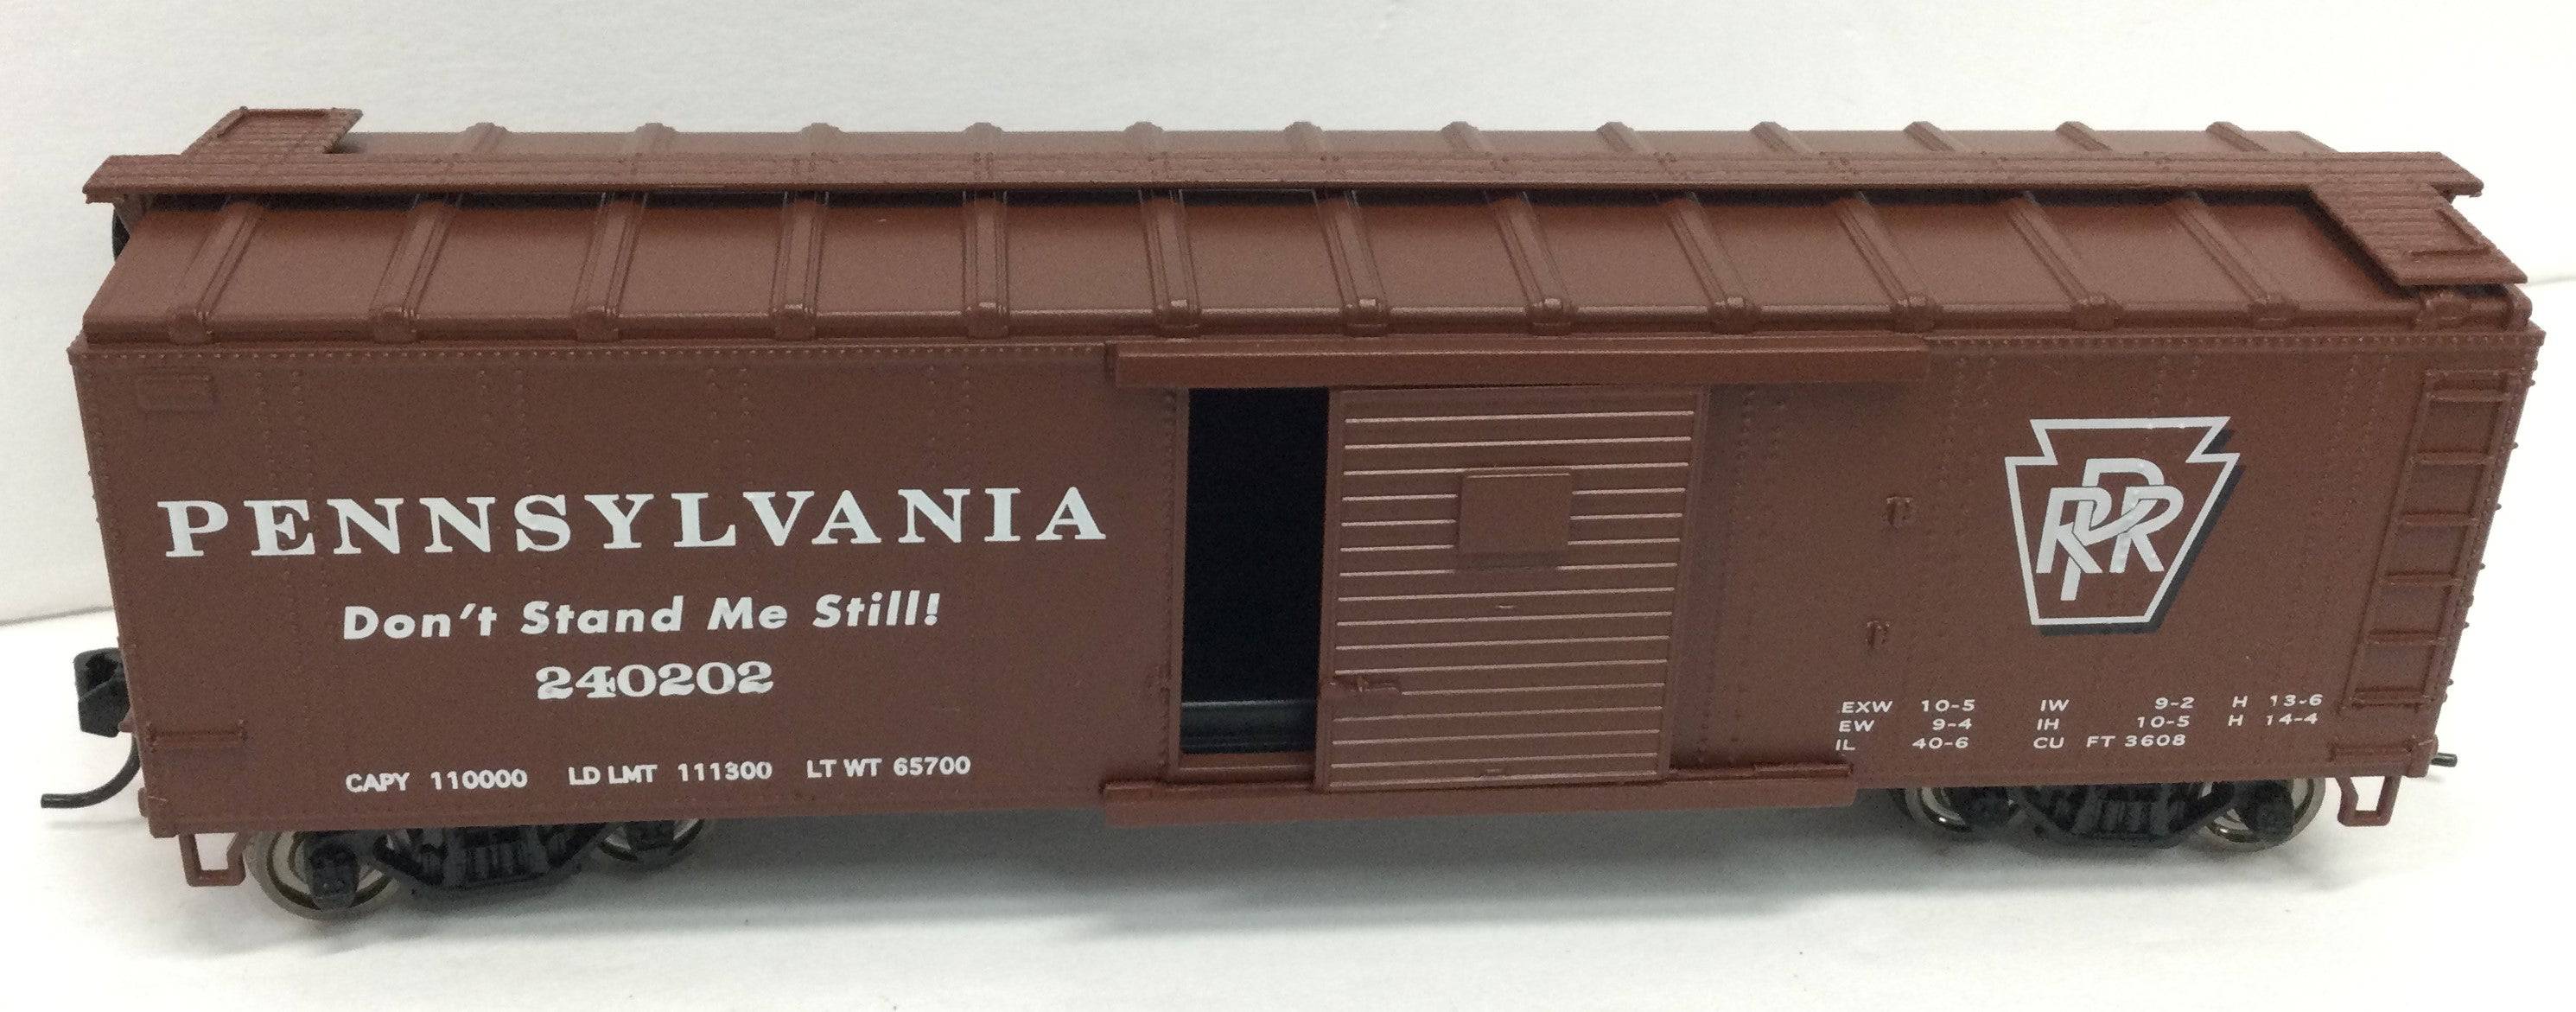 PENNSYLVANIA
Don't Stand Me Still!
240202
CAPY 110000 LD LMT 111300 LT WT 65700
PRR
EXW 10-5 IW 9-2 H 13-6
EW 9-4 IH 10-5 H 14-4
IL 40-6 CU FT 3608